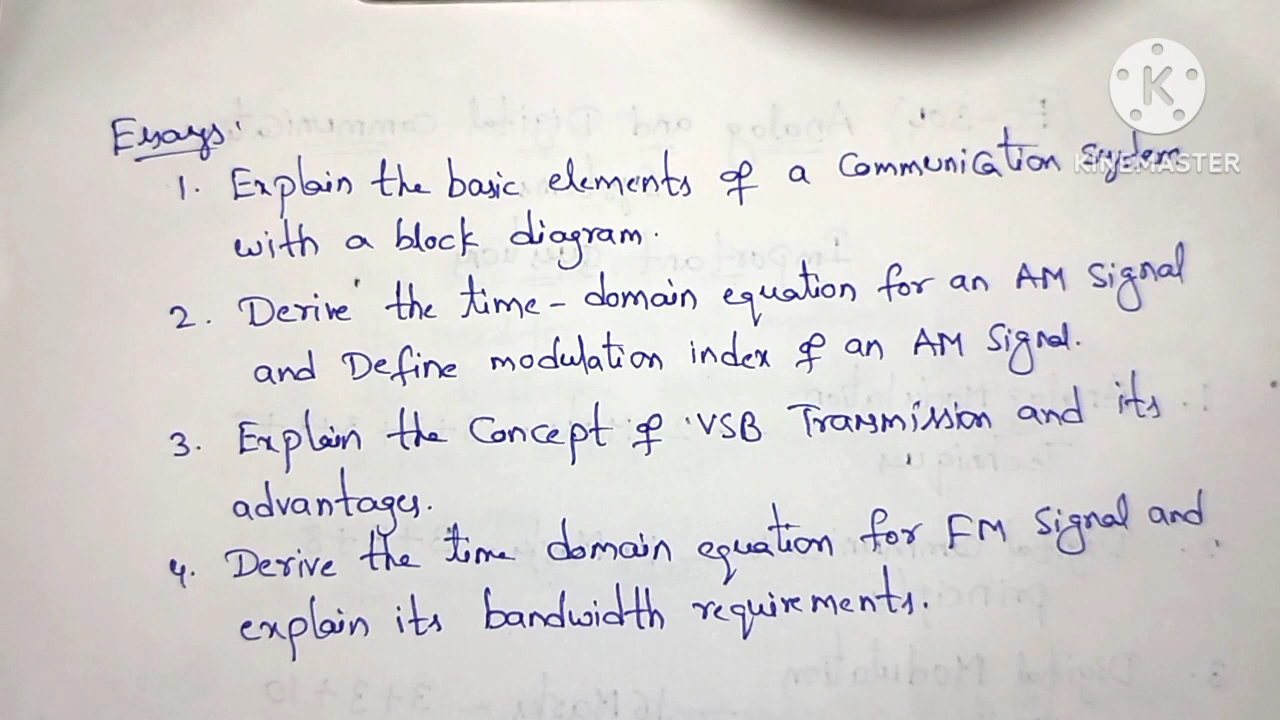 Essays:
1. Explain the basic elements of a Communication System
with a block diagram.
2. Derive the time-domain equation for an AM Signal
and Define modulation index of an AM Signal.
3. Explain the Concept of VSB Transmission and its
advantages.
4. Derive the time domain equation for FM Signal and
explain its bandwidth requirements.
K
KINEMASTER